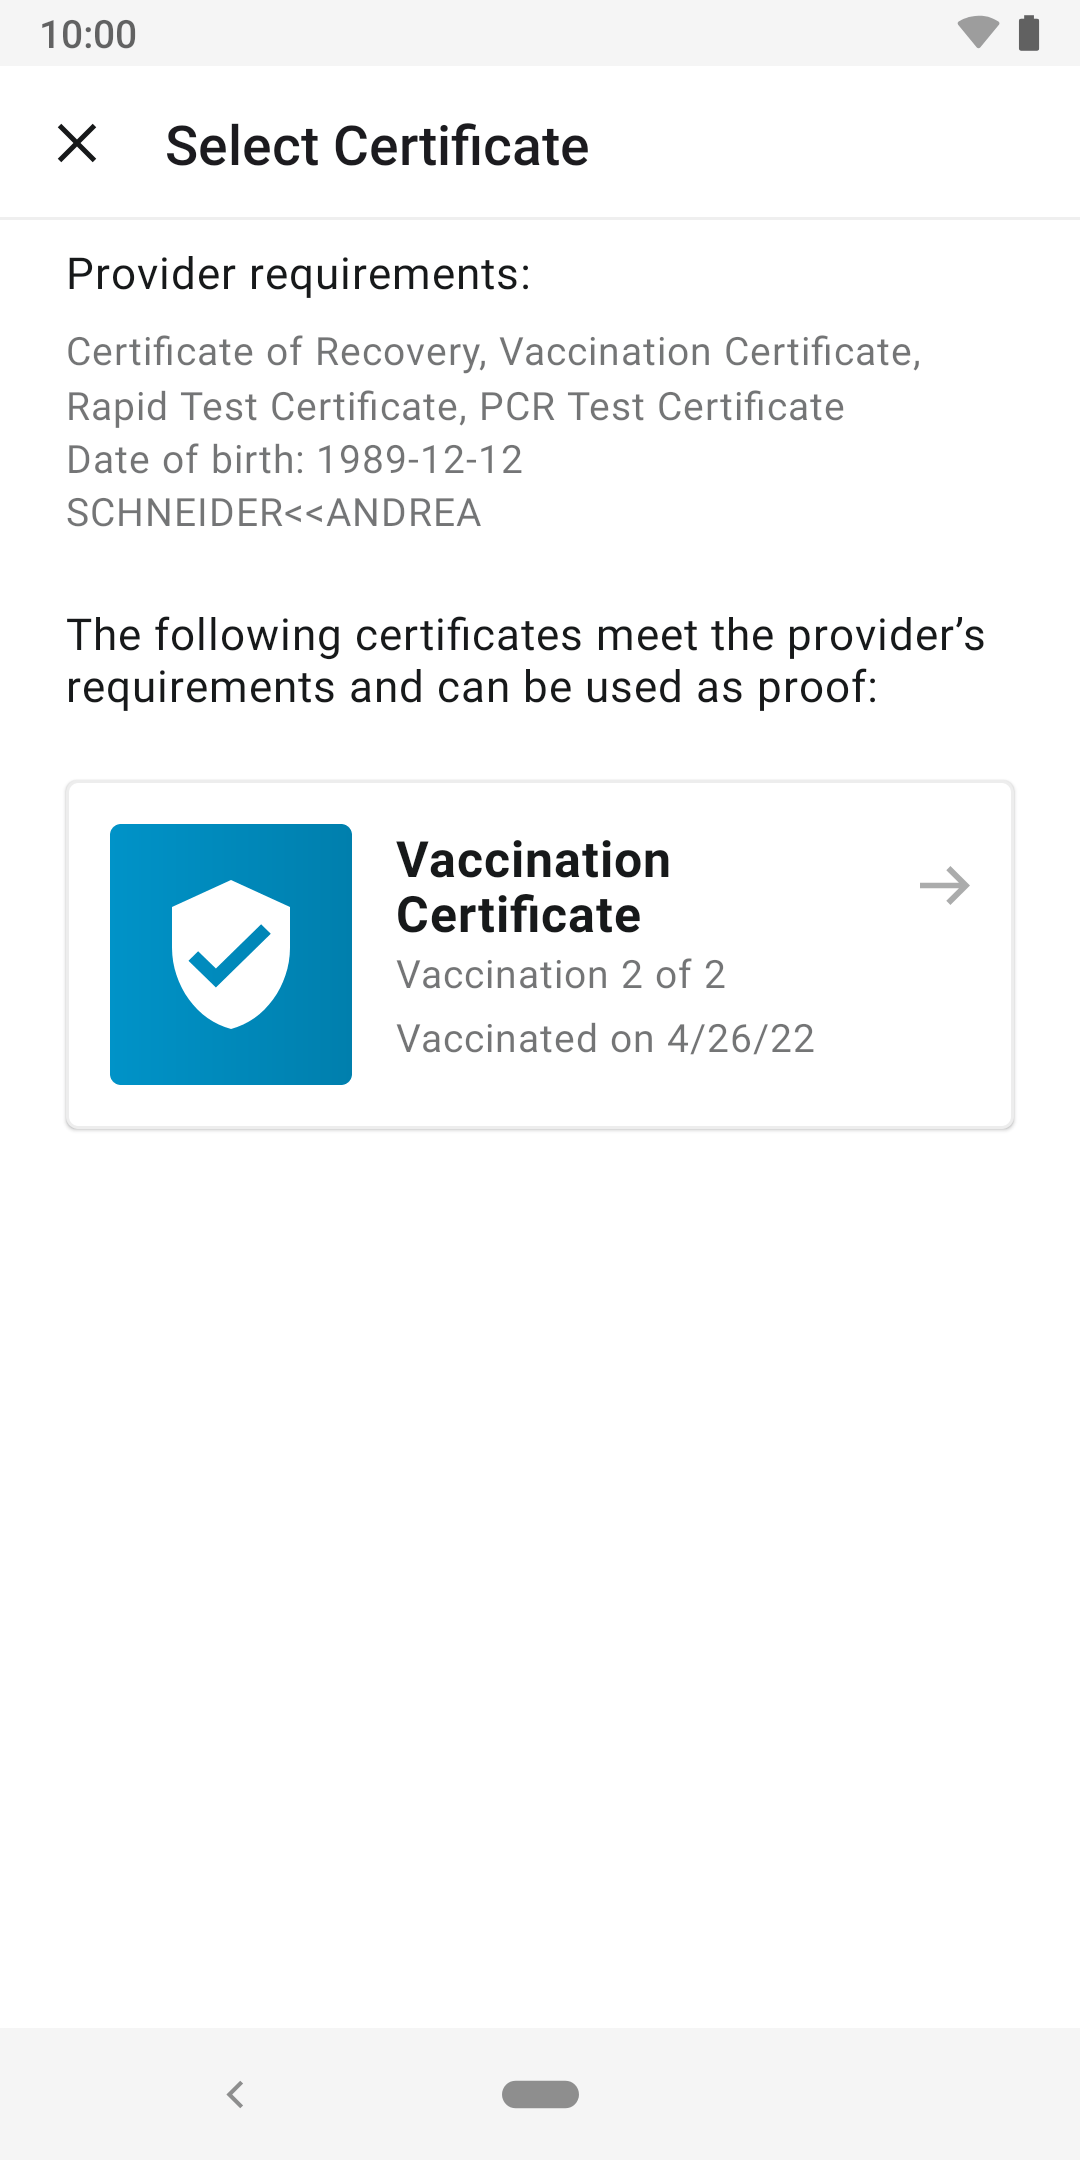 10:00
Select Certificate
Provider requirements:
Certificate of Recovery, Vaccination Certificate,
Rapid Test Certificate, PCR Test Certificate
Date of birth: 1989-12-12
SCHNEIDER<<ANDREA
The following certificates meet the provider’s
requirements and can be used as proof:
Vaccination
Certificate
Vaccination 2 of 2
Vaccinated on 4/26/22